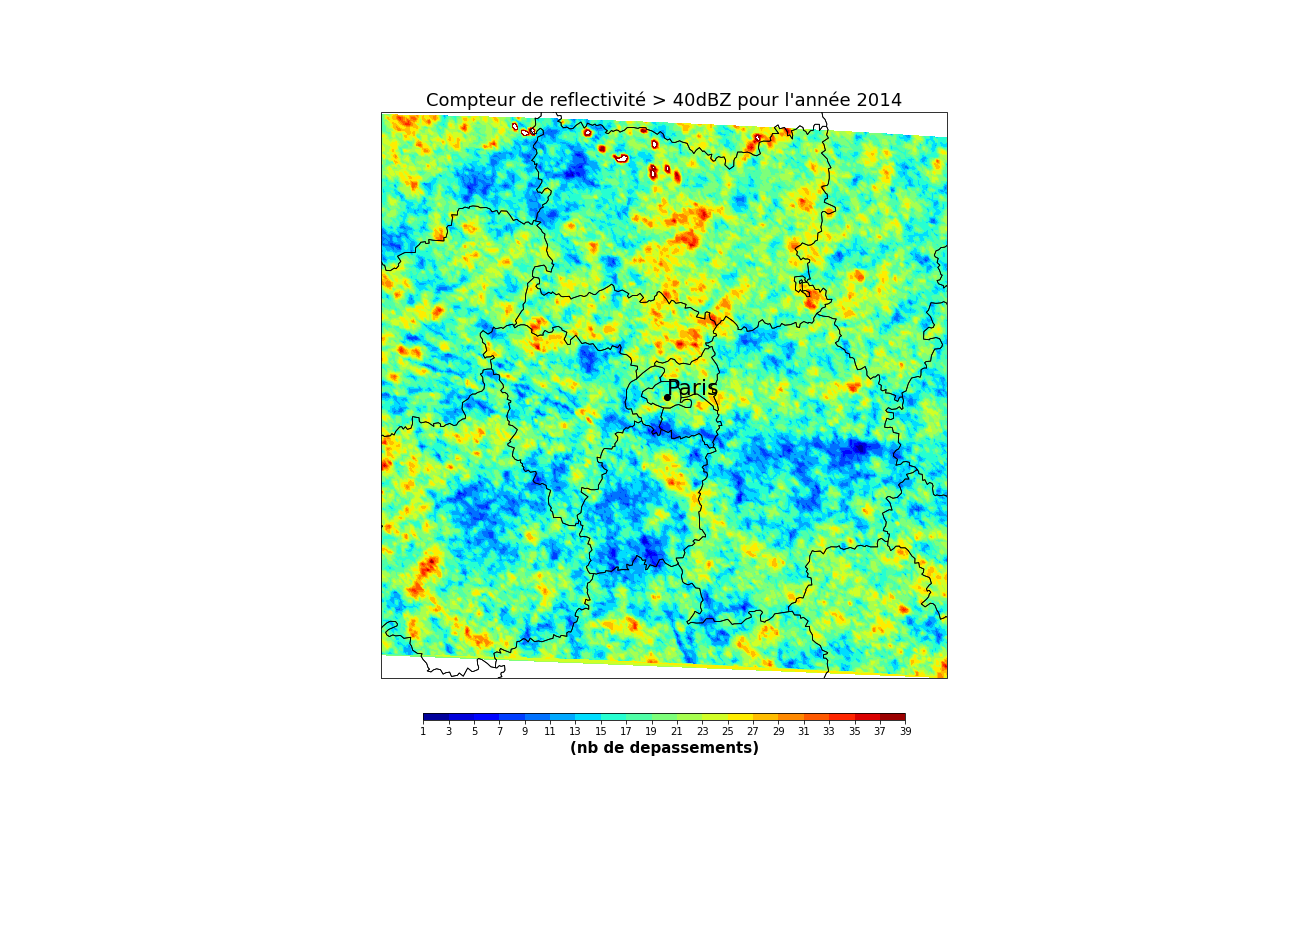 Compteur de reflectivité > 40dBZ pour l'année 2014
Paris
1 3 5 7 9 11 13 15 17 19 21 23 25 27 29 31 33 35 37 39
(nb de depassements)